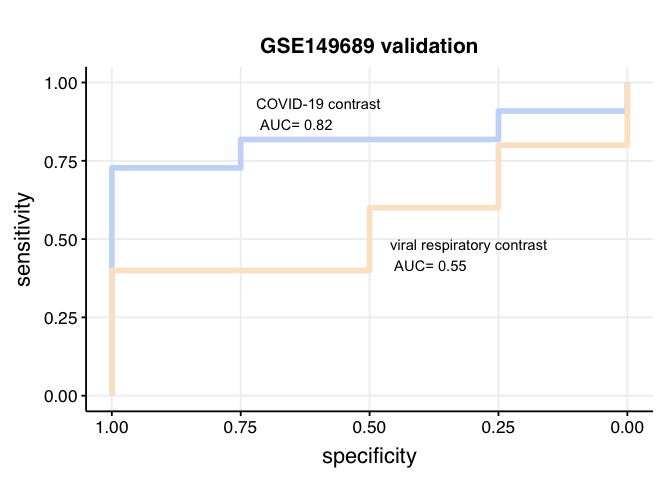 GSE149689 validation
1.00
COVID-19 contrast
AUC= 0.82
0.75
sensitivity
0.50
viral respiratory contrast
AUC= 0.55
0.25
0.00
1.00 0.75 0.50 0.25 0.00
specificity